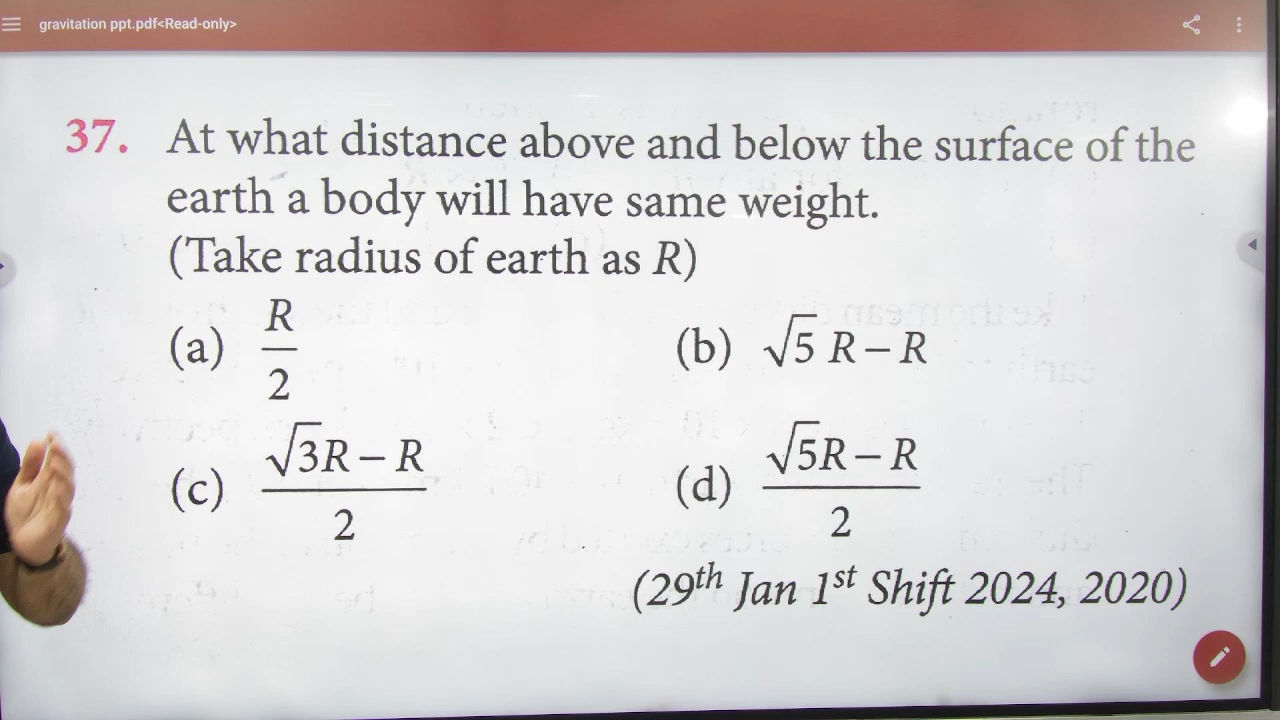 gravitation ppt.pdf<Read-only>
37. At what distance above and below the surface of the
earth a body will have same weight.
(Take radius of earth as R)
(a) R/2 (b) √5 R – R
(c) (√3R – R)/2 (d) (√5R – R)/2
(29th Jan 1st Shift 2024, 2020)